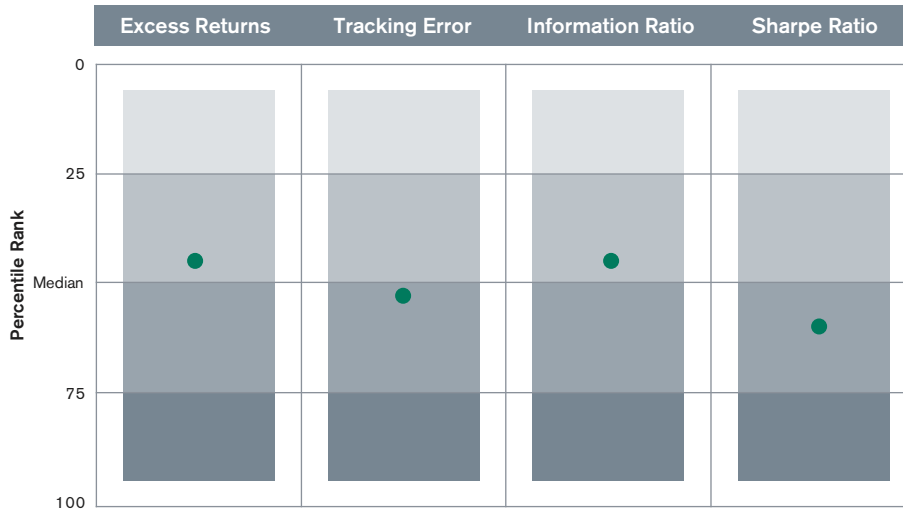 Excess Returns Tracking Error Information Ratio Sharpe Ratio
0
25
Median
75
100
Percentile Rank